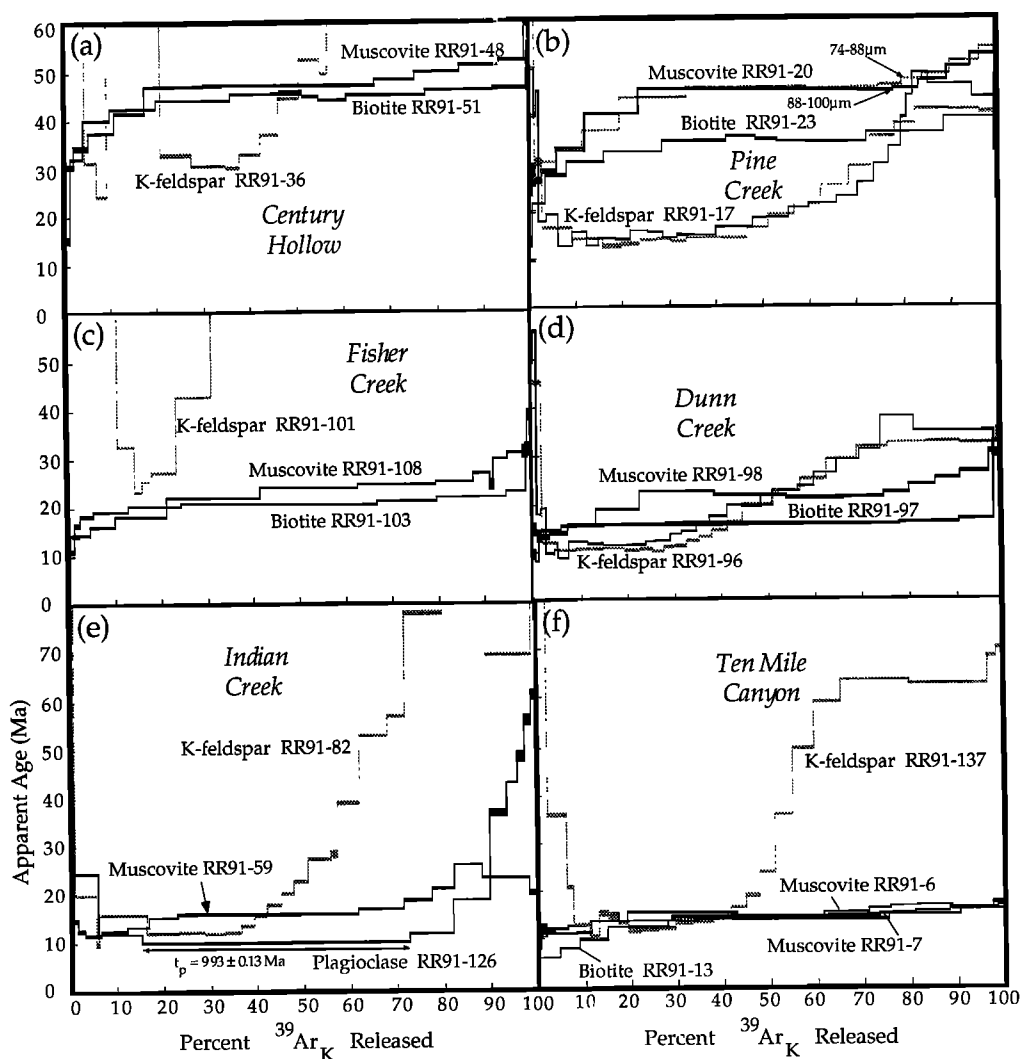 (a)
60
50
40
30
20
10
0
Muscovite RR91-48
Biotite RR91-51
K-feldspar RR91-36
Century
Hollow
(b)
74-88µm
Muscovite RR91-20
88-100µm
Biotite RR91-23
Pine
Creek
K-feldspar RR91-17
(c)
50
40
30
20
10
0
Fisher
Creek
K-feldspar RR91-101
Muscovite RR91-108
Biotite RR91-103
(d)
Dunn
Creek
Muscovite RR91-98
Biotite RR91-97
K-feldspar RR91-96
(e)
70
60
50
40
30
20
10
0
Apparent Age (Ma)
Indian
Creek
K-feldspar RR91-82
Muscovite RR91-59
t_p = 993 ± 0.13 Ma
Plagioclase RR91-126
(f)
Ten Mile
Canyon
K-feldspar RR91-137
Muscovite RR91-6
Muscovite RR91-7
Biotite RR91-13
0 10 20 30 40 50 60 70 80 90 100 10 20 30 40 50 60 70 80 90 100
Percent ³⁹Ar_K Released
Percent ³⁹Ar_K Released